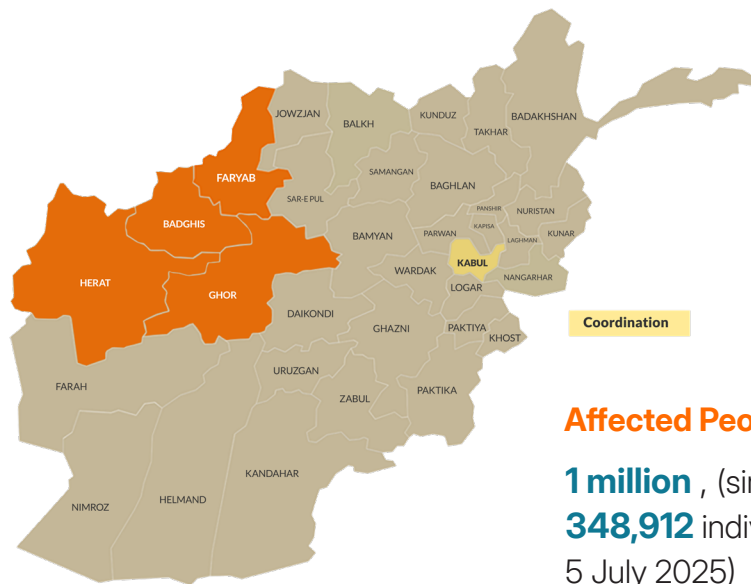 JOWZJAN
BALKH
KUNDUZ
TAKHAR
BADAKHSHAN
FARYAB
SAMANGAN
BAGHLAN
SAR-E PUL
PANSHIR
NURISTAN
BADGHIS
KAPISA
BAMYAN
PARWAN
LAGHMAN
KUNAR
KABUL
WARDAK
NANGARHAR
HERAT
GHOR
LOGAR
DAIKONDI
Coordination
GHAZNI
PAKTIYA
KHOST
URUZGAN
FARAH
ZABUL
PAKTIKA
KANDAHAR
HELMAND
NIMROZ
Affected Peo
1 million , (sin
348,912 indiv
5 July 2025)